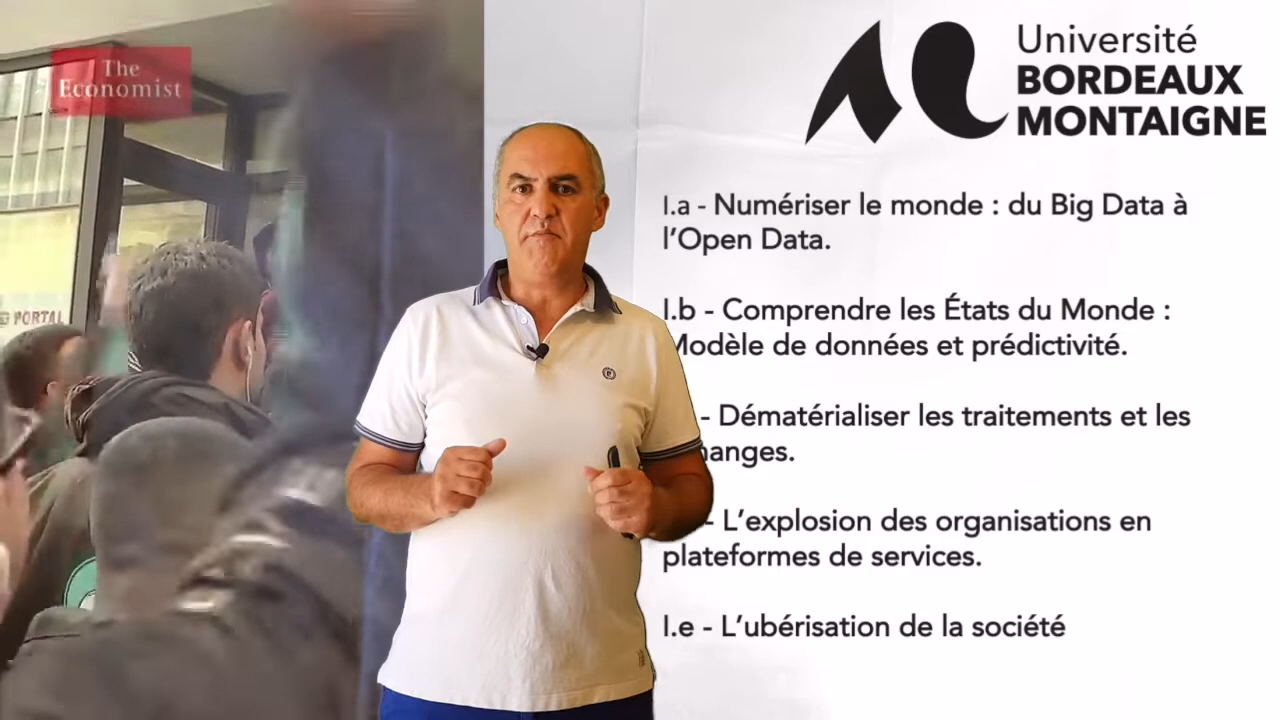 The
Economist
PORTAL
Université
BORDEAUX
MONTAIGNE
I.a - Numériser le monde : du Big Data à
l’Open Data.
I.b - Comprendre les États du Monde :
Modèle de données et prédictivité.
- Dématérialiser les traitements et les
hanges.
- L’explosion des organisations en
plateformes de services.
I.e - L’ubérisation de la société